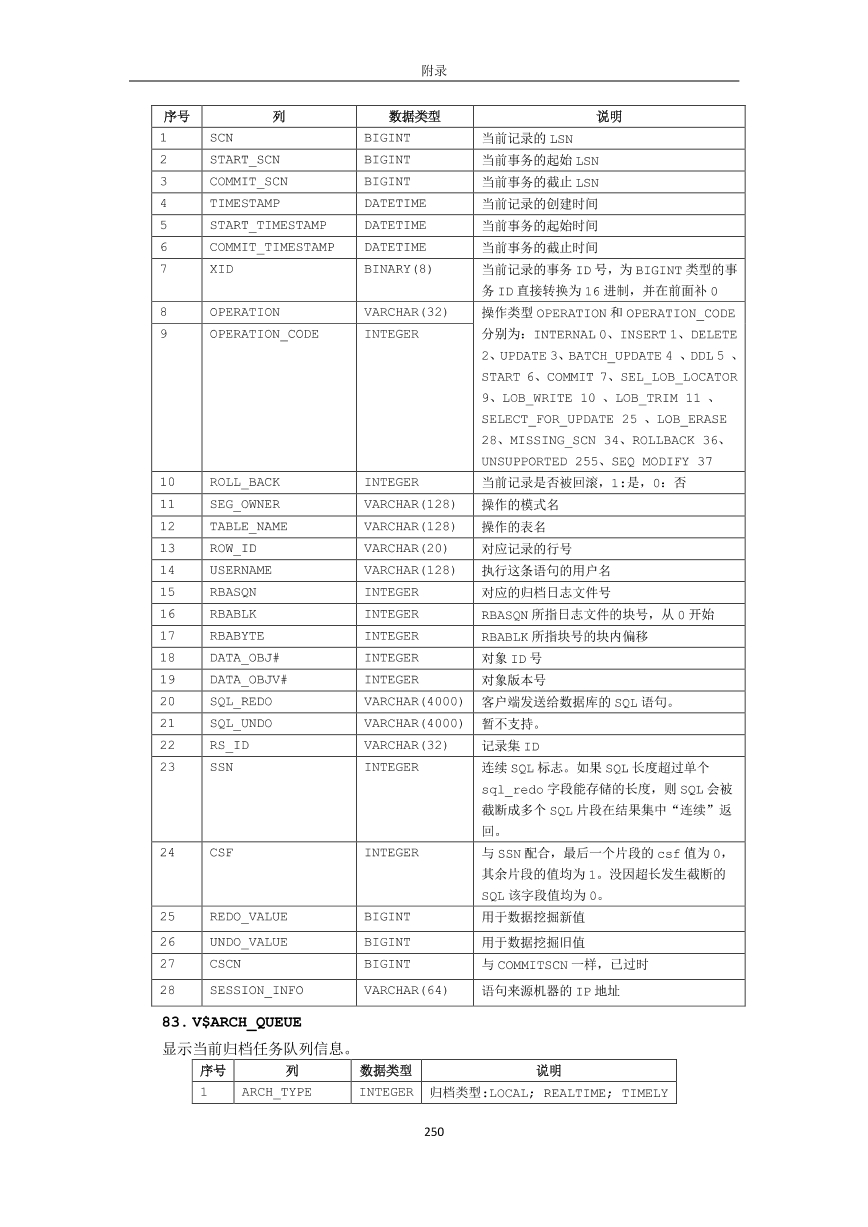 附录
序号 列 数据类型 说明
1 SCN BIGINT 当前记录的 LSN
2 START_SCN BIGINT 当前事务的起始 LSN
3 COMMIT_SCN BIGINT 当前事务的截止 LSN
4 TIMESTAMP DATETIME 当前记录的创建时间
5 START_TIMESTAMP DATETIME 当前事务的起始时间
6 COMMIT_TIMESTAMP DATETIME 当前事务的截止时间
7 XID BINARY(8) 当前记录的事务 ID 号，为 BIGINT 类型的事
务 ID 直接转换为 16 进制，并在前面补 0
8 OPERATION VARCHAR(32) 操作类型 OPERATION 和 OPERATION_CODE
9 OPERATION_CODE INTEGER 分别为：INTERNAL 0、INSERT 1、DELETE
2、UPDATE 3、BATCH_UPDATE 4 、DDL 5 、
START 6、COMMIT 7、SEL_LOB_LOCATOR
9、LOB_WRITE 10 、LOB_TRIM 11 、
SELECT_FOR_UPDATE 25 、LOB_ERASE
28、MISSING_SCN 34、ROLLBACK 36、
UNSUPPORTED 255、SEQ MODIFY 37
10 ROLL_BACK INTEGER 当前记录是否被回滚，1:是，0：否
11 SEG_OWNER VARCHAR(128) 操作的模式名
12 TABLE_NAME VARCHAR(128) 操作的表名
13 ROW_ID VARCHAR(20) 对应记录的行号
14 USERNAME VARCHAR(128) 执行这条语句的用户名
15 RBASQN INTEGER 对应的归档日志文件号
16 RBABLK INTEGER RBASQN 所指日志文件的块号，从 0 开始
17 RBABYTE INTEGER RBABLK 所指块号的块内偏移
18 DATA_OBJ# INTEGER 对象 ID 号
19 DATA_OBJV# INTEGER 对象版本号
20 SQL_REDO VARCHAR(4000) 客户端发送给数据库的 SQL 语句。
21 SQL_UNDO VARCHAR(4000) 暂不支持。
22 RS_ID VARCHAR(32) 记录集 ID
23 SSN INTEGER 连续 SQL 标志。如果 SQL 长度超过单个
sql_redo 字段能存储的长度，则 SQL 会被
截断成多个 SQL 片段在结果集中“连续”返
回。
24 CSF INTEGER 与 SSN 配合，最后一个片段的 csf 值为 0，
其余片段的值均为 1。没因超长发生截断的
SQL 该字段值均为 0。
25 REDO_VALUE BIGINT 用于数据挖掘新值
26 UNDO_VALUE BIGINT 用于数据挖掘旧值
27 CSCN BIGINT 与 COMMITSCN 一样，已过时
28 SESSION_INFO VARCHAR(64) 语句来源机器的 IP 地址
83．V$ARCH_QUEUE
显示当前归档任务队列信息。
序号 列 数据类型 说明
1 ARCH_TYPE INTEGER 归档类型:LOCAL; REALTIME; TIMELY
250